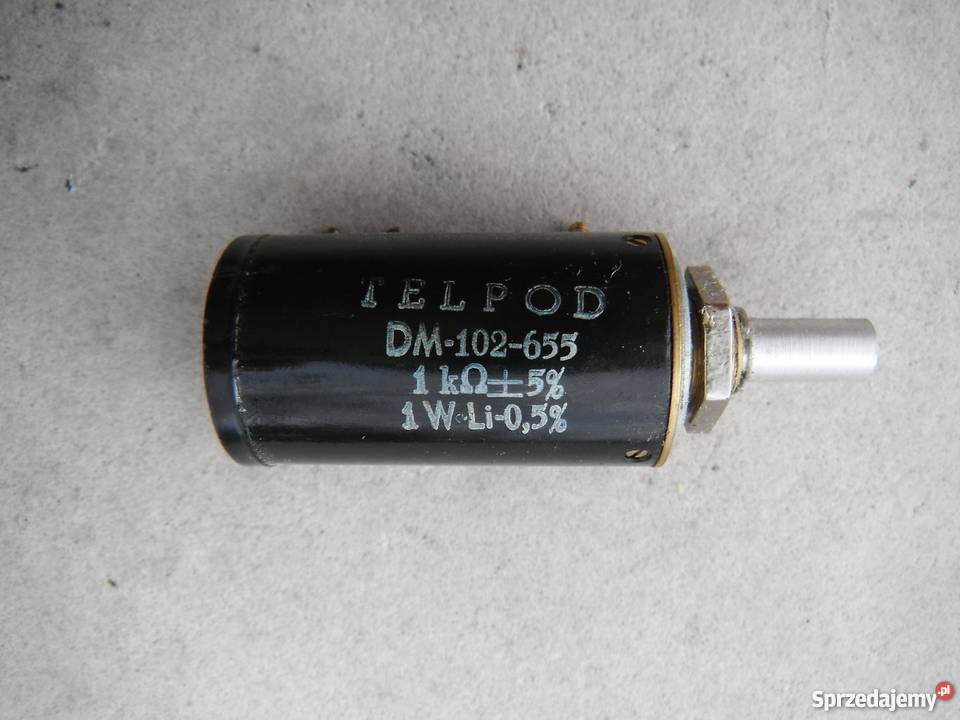 TELPOD
DM-102-655
1 kΩ±5%
1 W-Li-0,5%
Sprzedajemy.pl